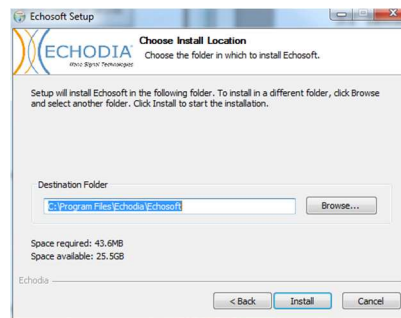 Echosoft Setup
ECHODIA
Choose Install Location
Choose the folder in which to install Echosoft.
Setup will install Echosoft in the following folder. To install in a different folder, click Browse
and select another folder. Click Install to start the installation.
Destination Folder
C:\Program Files\Echodia\Echosoft
Browse...
Space required: 43.6MB
Space available: 25.5GB
Echodia
< Back
Install
Cancel